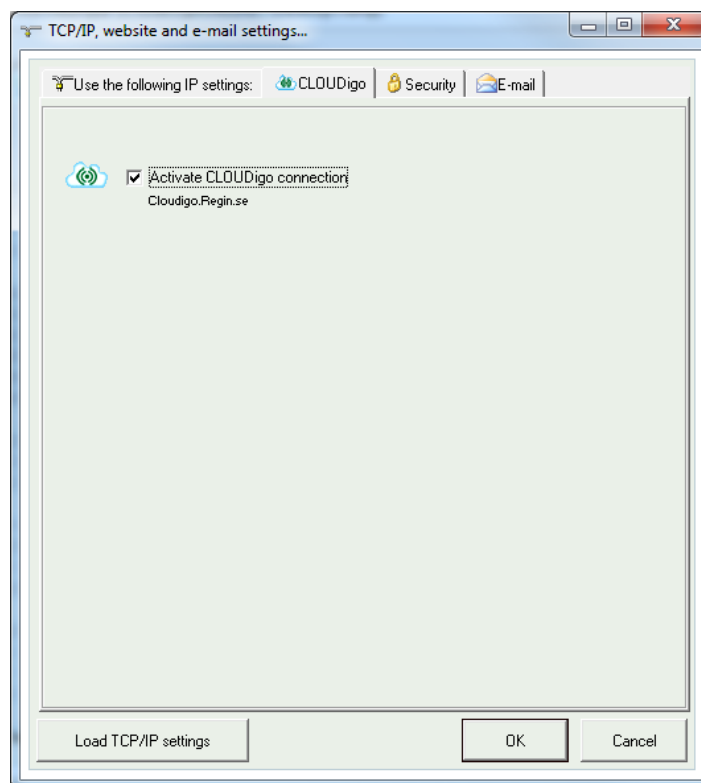 TCP/IP, website and e-mail settings...
Use the following IP settings: CLOUDigo Security E-mail
Activate CLOUDigo connection
Cloudigo.Regin.se
Load TCP/IP settings OK Cancel